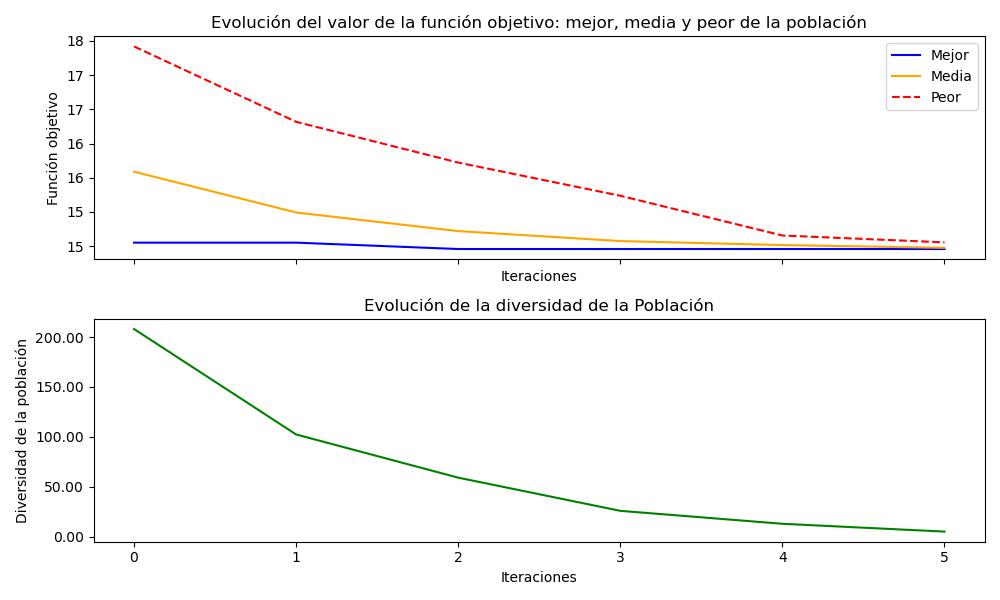 Evolución del valor de la función objetivo: mejor, media y peor de la población
18
17
17
16
16
15
15
Función objetivo
Mejor
Media
Peor
Iteraciones
Evolución de la diversidad de la Población
200.00
150.00
100.00
50.00
0.00
Diversidad de la población
0 1 2 3 4 5
Iteraciones